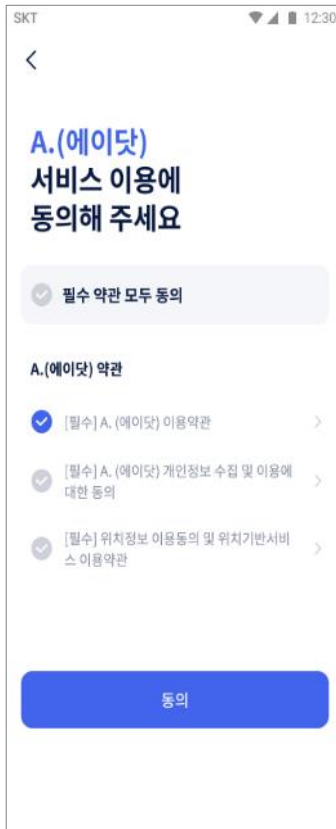 SKT 12:30
A.(에이닷)
서비스 이용에
동의해 주세요
필수 약관 모두 동의
A.(에이닷) 약관
[필수] A. (에이닷) 이용약관
[필수] A. (에이닷) 개인정보 수집 및 이용에
대한 동의
[필수] 위치정보 이용동의 및 위치기반서비
스 이용약관
동의